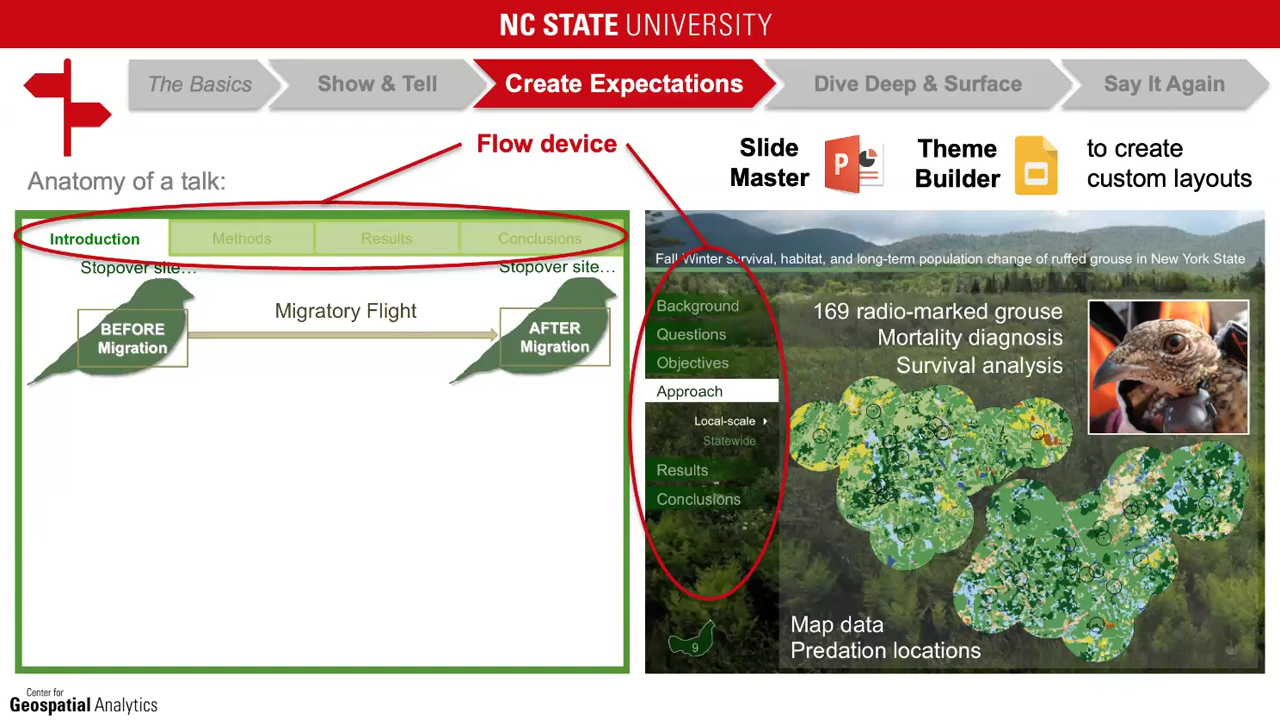 NC STATE UNIVERSITY
The Basics
Show & Tell
Create Expectations
Dive Deep & Surface
Say It Again
Flow device
Slide
Master
P
Theme
Builder
to create
custom layouts
Anatomy of a talk:
Introduction
Methods
Results
Conclusions
Stopover site…
Stopover site…
BEFORE
Migration
Migratory Flight
AFTER
Migration
Fall-Winter survival, habitat, and long-term population change of ruffed grouse in New York State
Background
Questions
Objectives
Approach
Local-scale
Statewide
Results
Conclusions
9
169 radio-marked grouse
Mortality diagnosis
Survival analysis
Map data
Predation locations
Center for
Geospatial Analytics